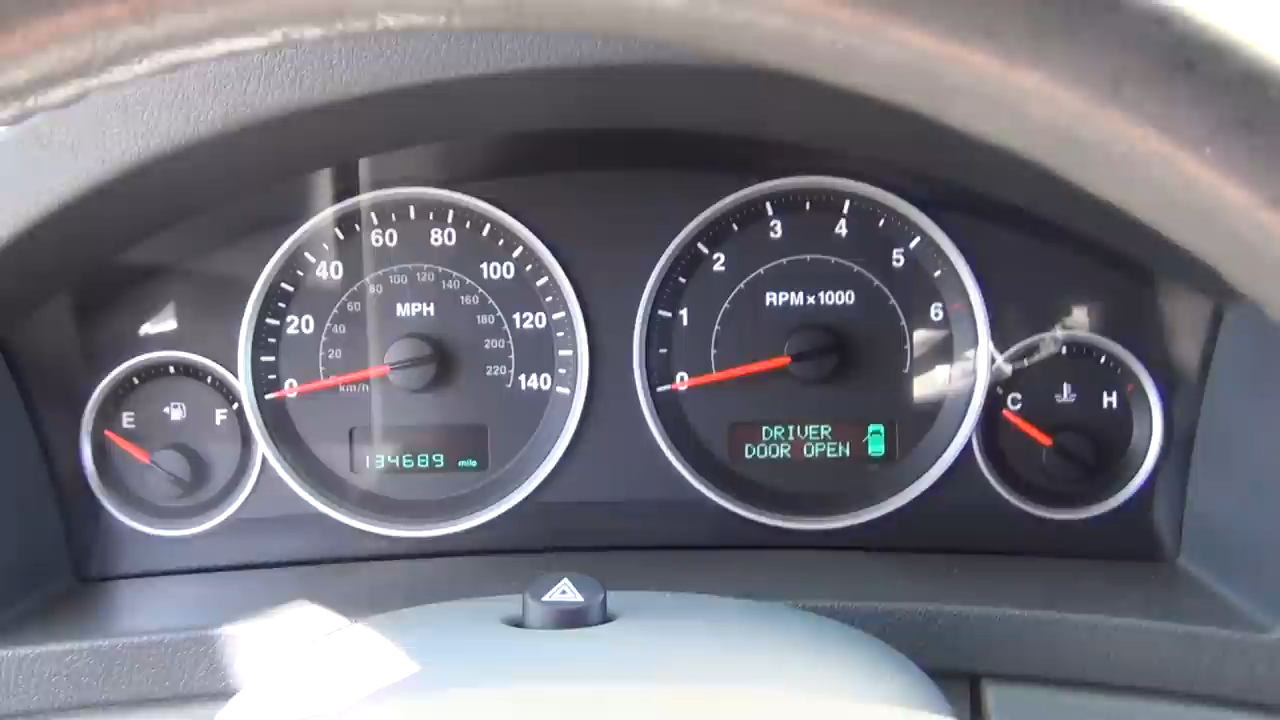 60 80
40 100
20 120
0 140
MPH
20 40 60 80 100 120 140 160 180 200 220
km/h
134689 mile
E F
3 4
2 5
1 6
0
RPM x 1000
DRIVER
DOOR OPEN
C H